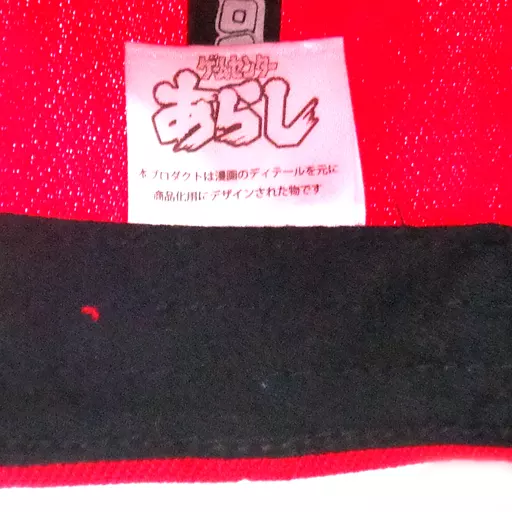 ゲームセンター
あらし
本プロダクトは漫画のディテールを元に
商品化用にデザインされた物です